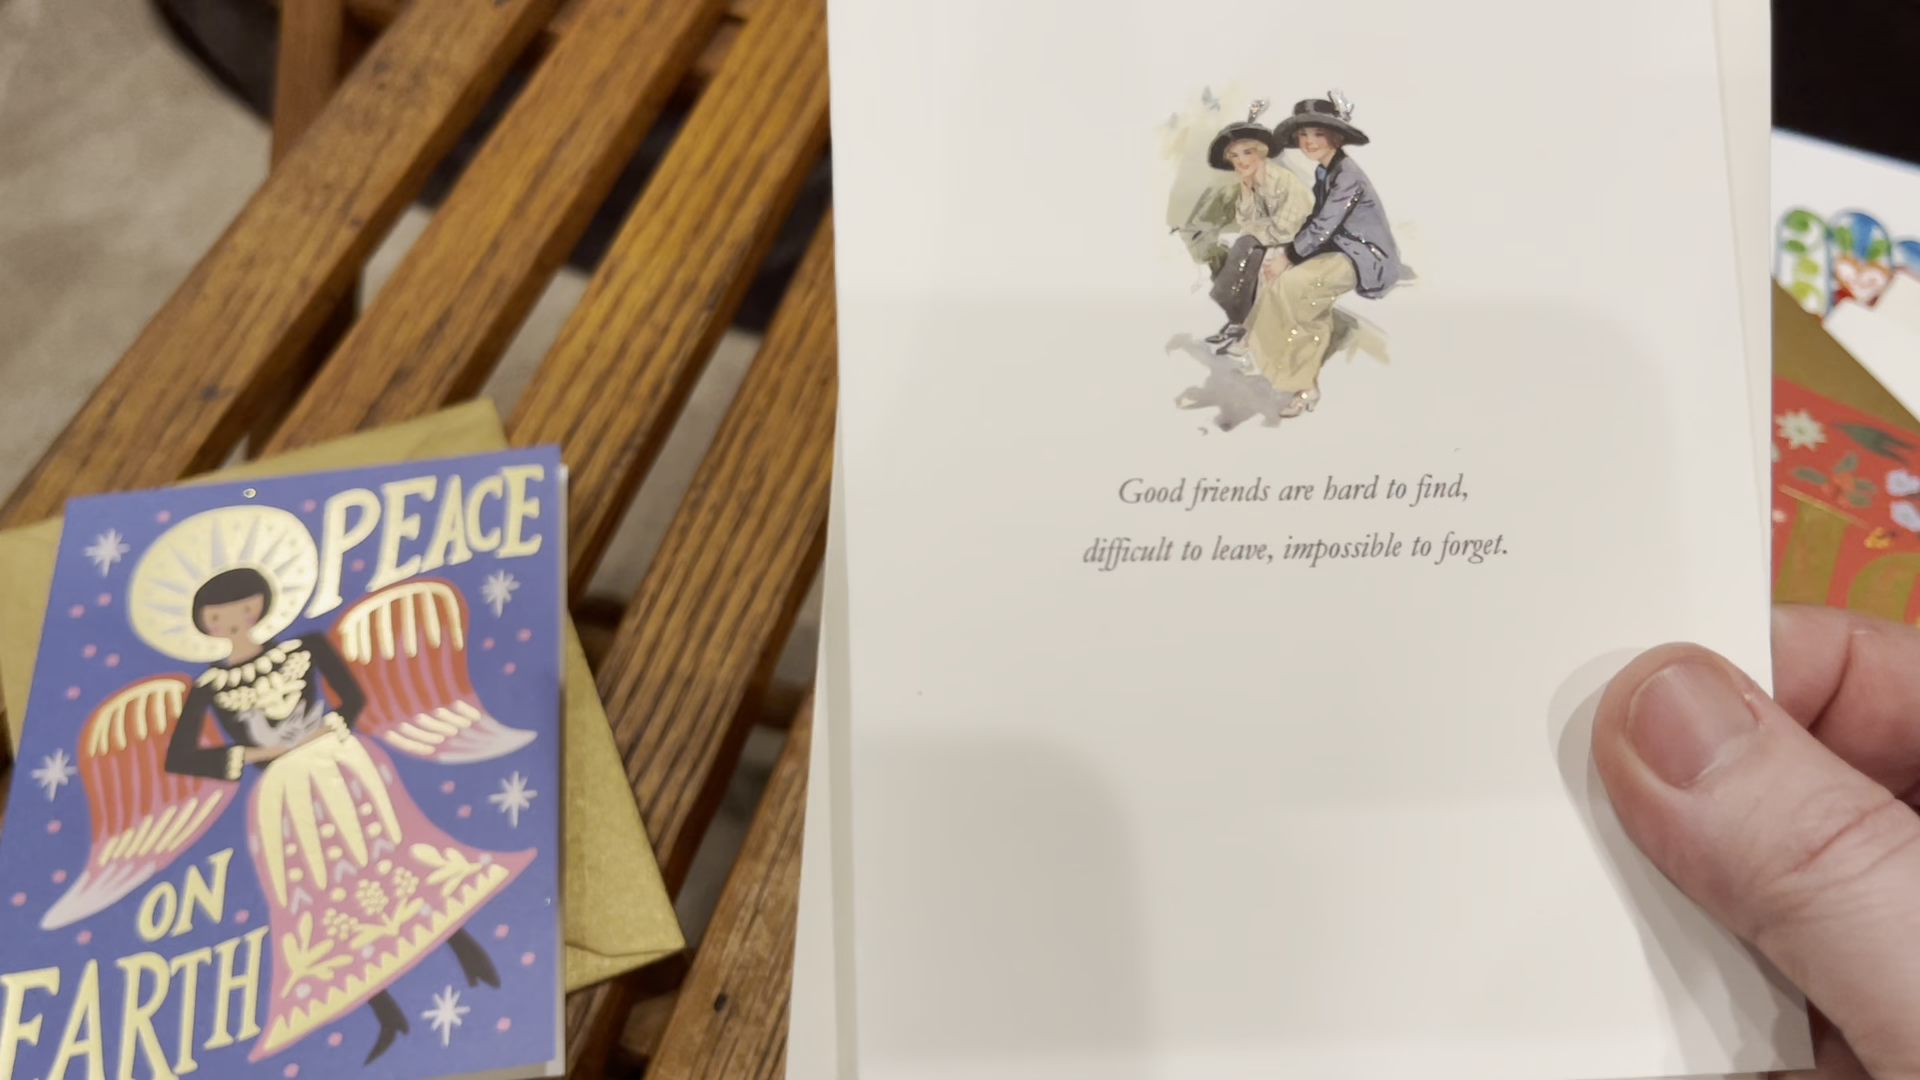 PEACE
ON
EARTH
Good friends are hard to find,
difficult to leave, impossible to forget.